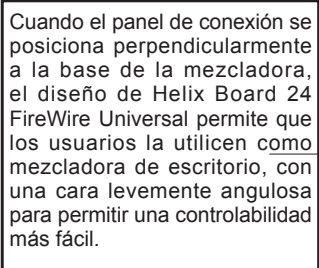 Cuando el panel de conexión se
posiciona perpendicularmente
a la base de la mezcladora,
el diseño de Helix Board 24
FireWire Universal permite que
los usuarios la utilicen como
mezcladora de escritorio, con
una cara levemente angulosa
para permitir una controlabilidad
más fácil.